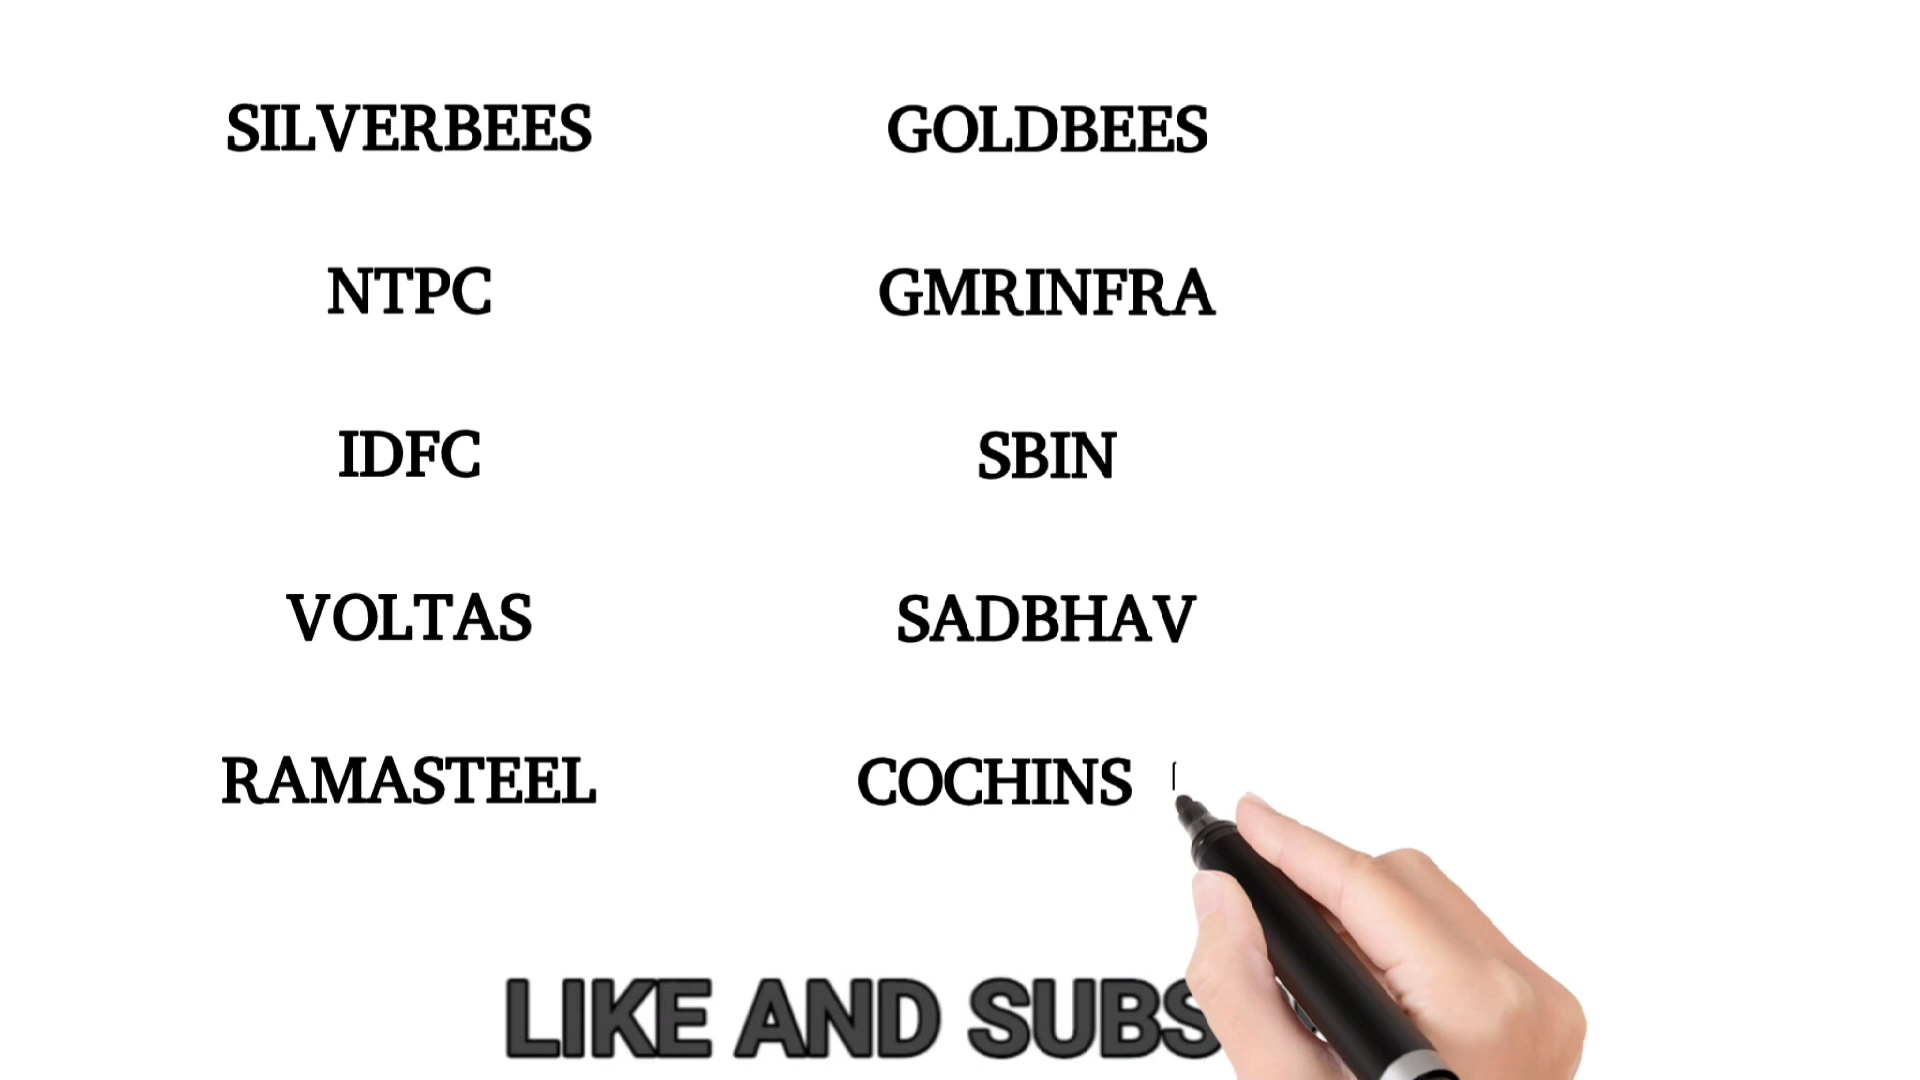 SILVERBEES GOLDBEES
NTPC GMRINFRA
IDFC SBIN
VOLTAS SADBHAV
RAMASTEEL COCHINS
LIKE AND SUBS